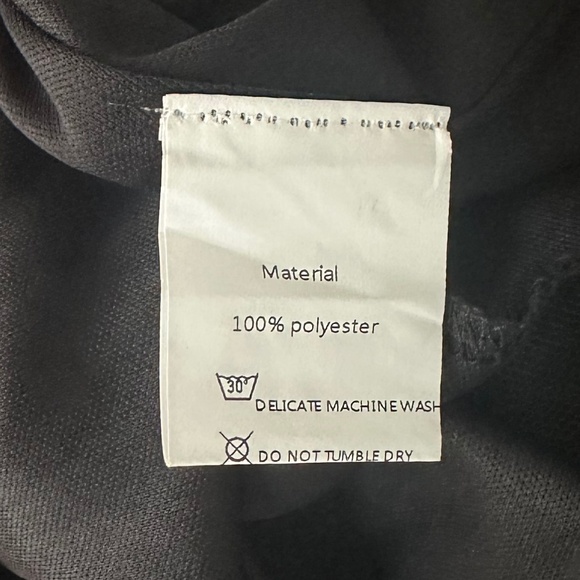 Material
100% polyester
30°
DELICATE MACHINE WASH
DO NOT TUMBLE DRY